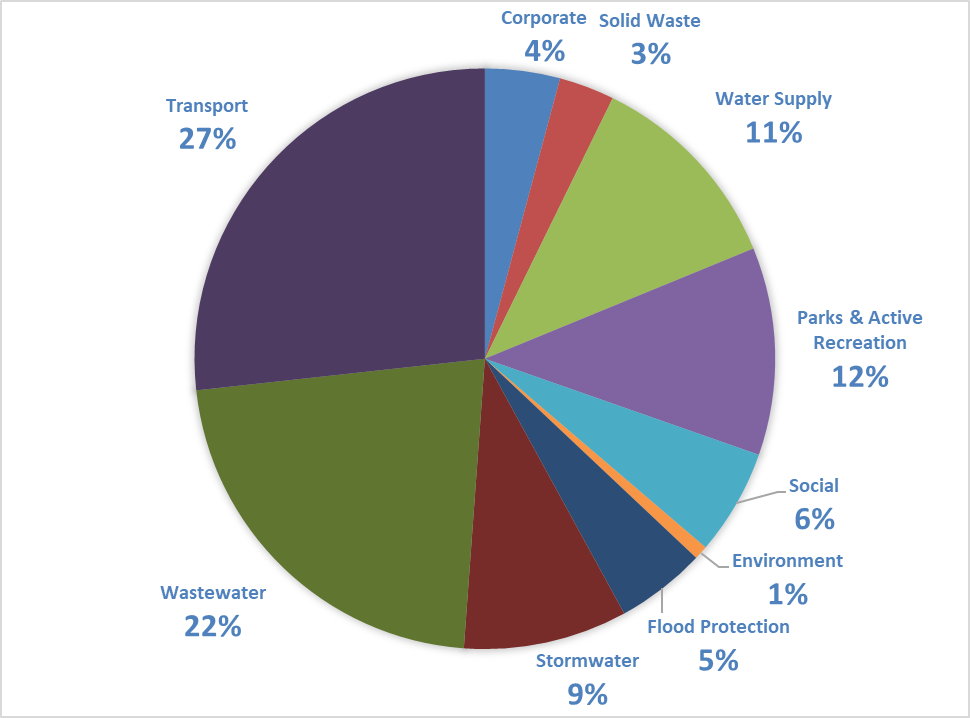 Corporate
4%
Solid Waste
3%
Water Supply
11%
Parks & Active
Recreation
12%
Social
6%
Environment
1%
Flood Protection
5%
Stormwater
9%
Wastewater
22%
Transport
27%